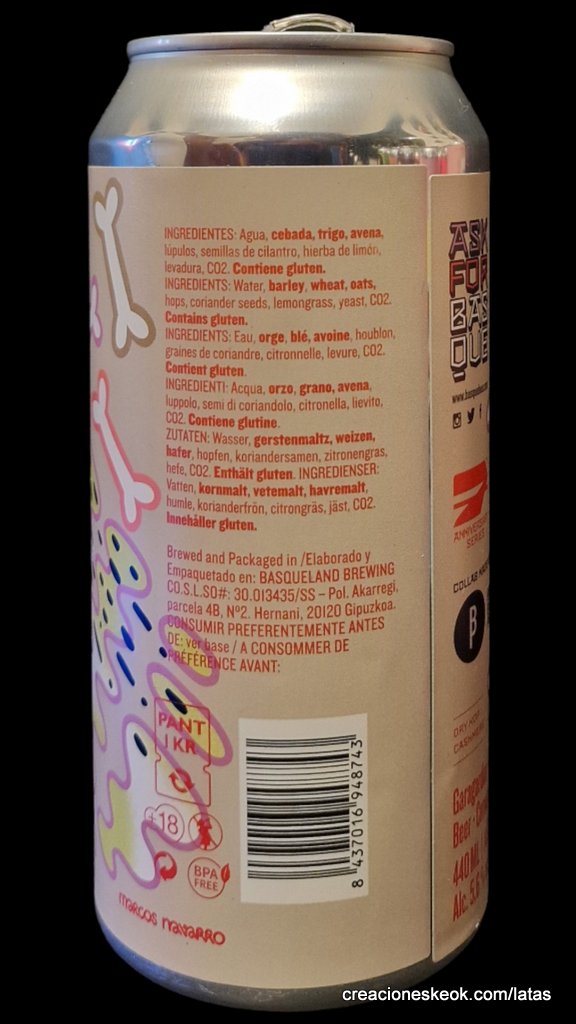 INGREDIENTES: Agua, cebada, trigo, avena,
lúpulos, semillas de cilantro, hierba de limón,
levadura, CO2. Contiene gluten.
INGREDIENTS: Water, barley, wheat, oats,
hops, coriander seeds, lemongrass, yeast, CO2.
Contains gluten.
INGREDIENTS: Eau, orge, blé, avoine, houblon,
graines de coriandre, citronnelle, levure, CO2.
Contient gluten.
INGREDIENTI: Acqua, orzo, grano, avena,
luppolo, semi di coriandolo, citronella, lievito,
CO2. Contiene glutine.
ZUTATEN: Wasser, gerstenmaltz, weizen,
hafer, hopfen, koriandersamen, zitronengras,
hefe, CO2. Enthält gluten. INGREDIENSER:
Vatten, kornmalt, vetemalt, havremalt,
humle, korianderfrön, citrongräs, jäst, CO2.
Innehåller gluten.
Brewed and Packaged in /Elaborado y
Empaquetado en: BASQUELAND BREWING
CO.S.L.SD#: 30.013435/SS – Pol. Akarregi,
parcela 4B, Nº2. Hernani, 20120 Gipuzkoa.
CONSUMIR PREFERENTEMENTE ANTES
DE: ver base / A CONSOMMER DE
PRÉFÉRENCE AVANT:
PANT
1 KR
+18
BPA
FREE
8 437016 948743
marcos navarro
ASK
FOR
BAS
QUE
ANNIVERSARY
SERIES
COLLAB
DRY HOP
CASHMERE
Beer
440 ML
Alc. 5,6
creacioneskeok.com/latas